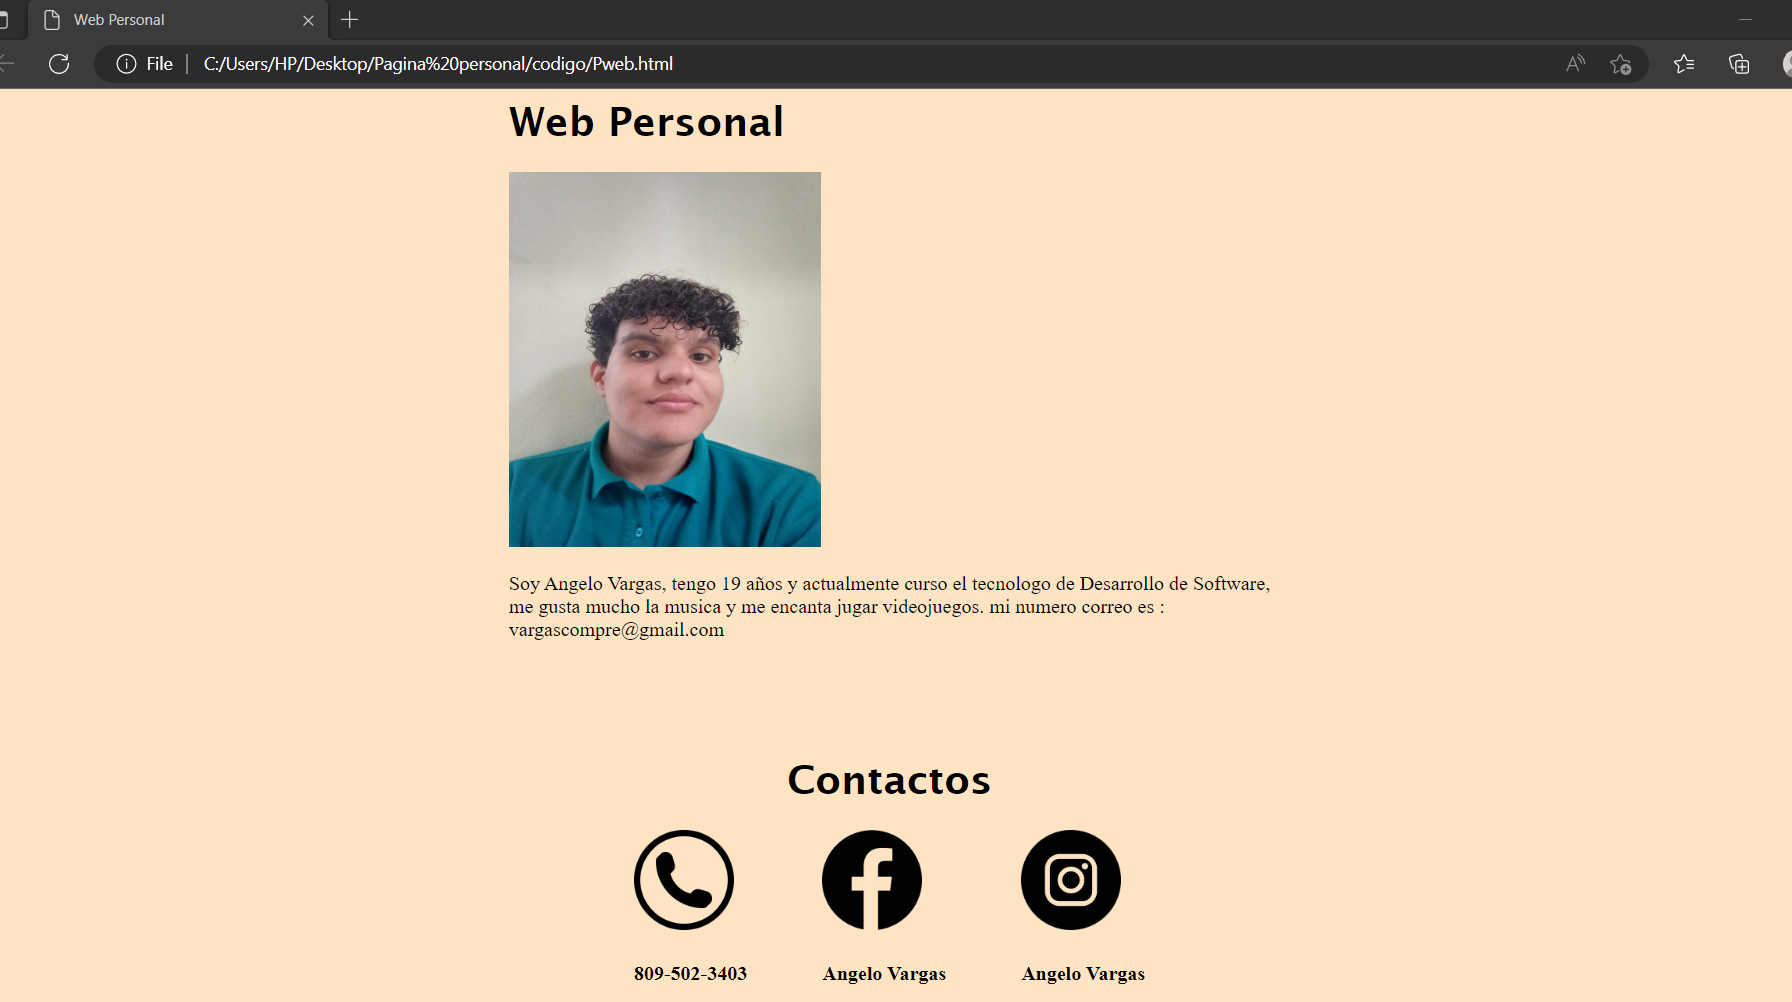 Web Personal
File | C:/Users/HP/Desktop/Pagina%20personal/codigo/Pweb.html
Web Personal
Soy Angelo Vargas, tengo 19 años y actualmente curso el tecnologo de Desarrollo de Software,
me gusta mucho la musica y me encanta jugar videojuegos. mi numero correo es :
vargascompre@gmail.com
Contactos
809-502-3403
Angelo Vargas
Angelo Vargas